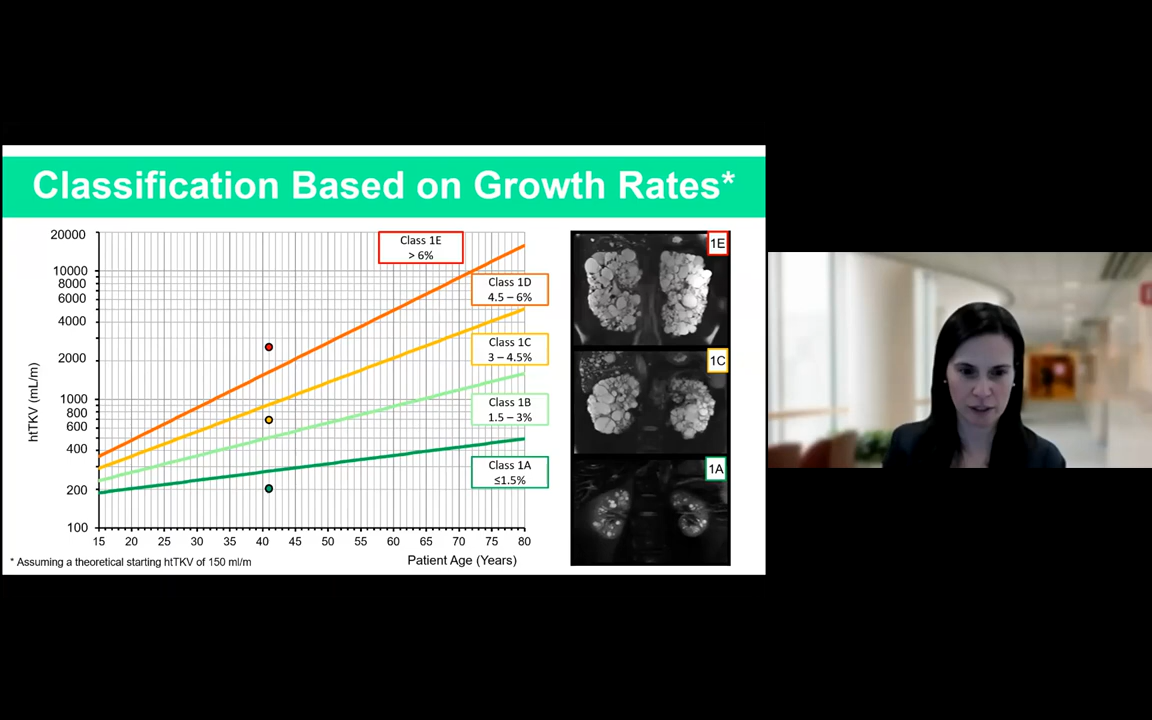 Classification Based on Growth Rates*
20000
10000
8000
6000
4000
2000
1000
800
600
400
200
100
htTKV (mL/m)
15 20 25 30 35 40 45 50 55 60 65 70 75 80
Patient Age (Years)
Class 1E
> 6%
Class 1D
4.5 – 6%
Class 1C
3 – 4.5%
Class 1B
1.5 – 3%
Class 1A
≤1.5%
1E
1C
1A
* Assuming a theoretical starting htTKV of 150 ml/m